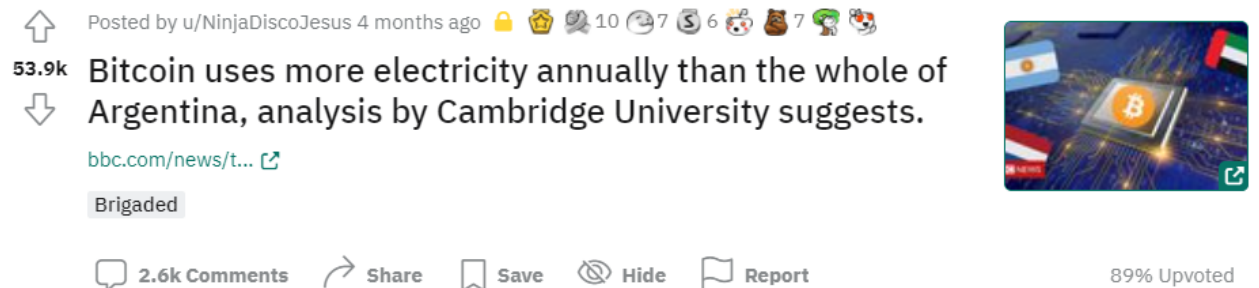 Posted by u/NinjaDiscoJesus 4 months ago 10 7 S 6 7
53.9k
Bitcoin uses more electricity annually than the whole of
Argentina, analysis by Cambridge University suggests.
bbc.com/news/t...
Brigaded
2.6k Comments Share Save Hide Report 89% Upvoted
B
NEWS